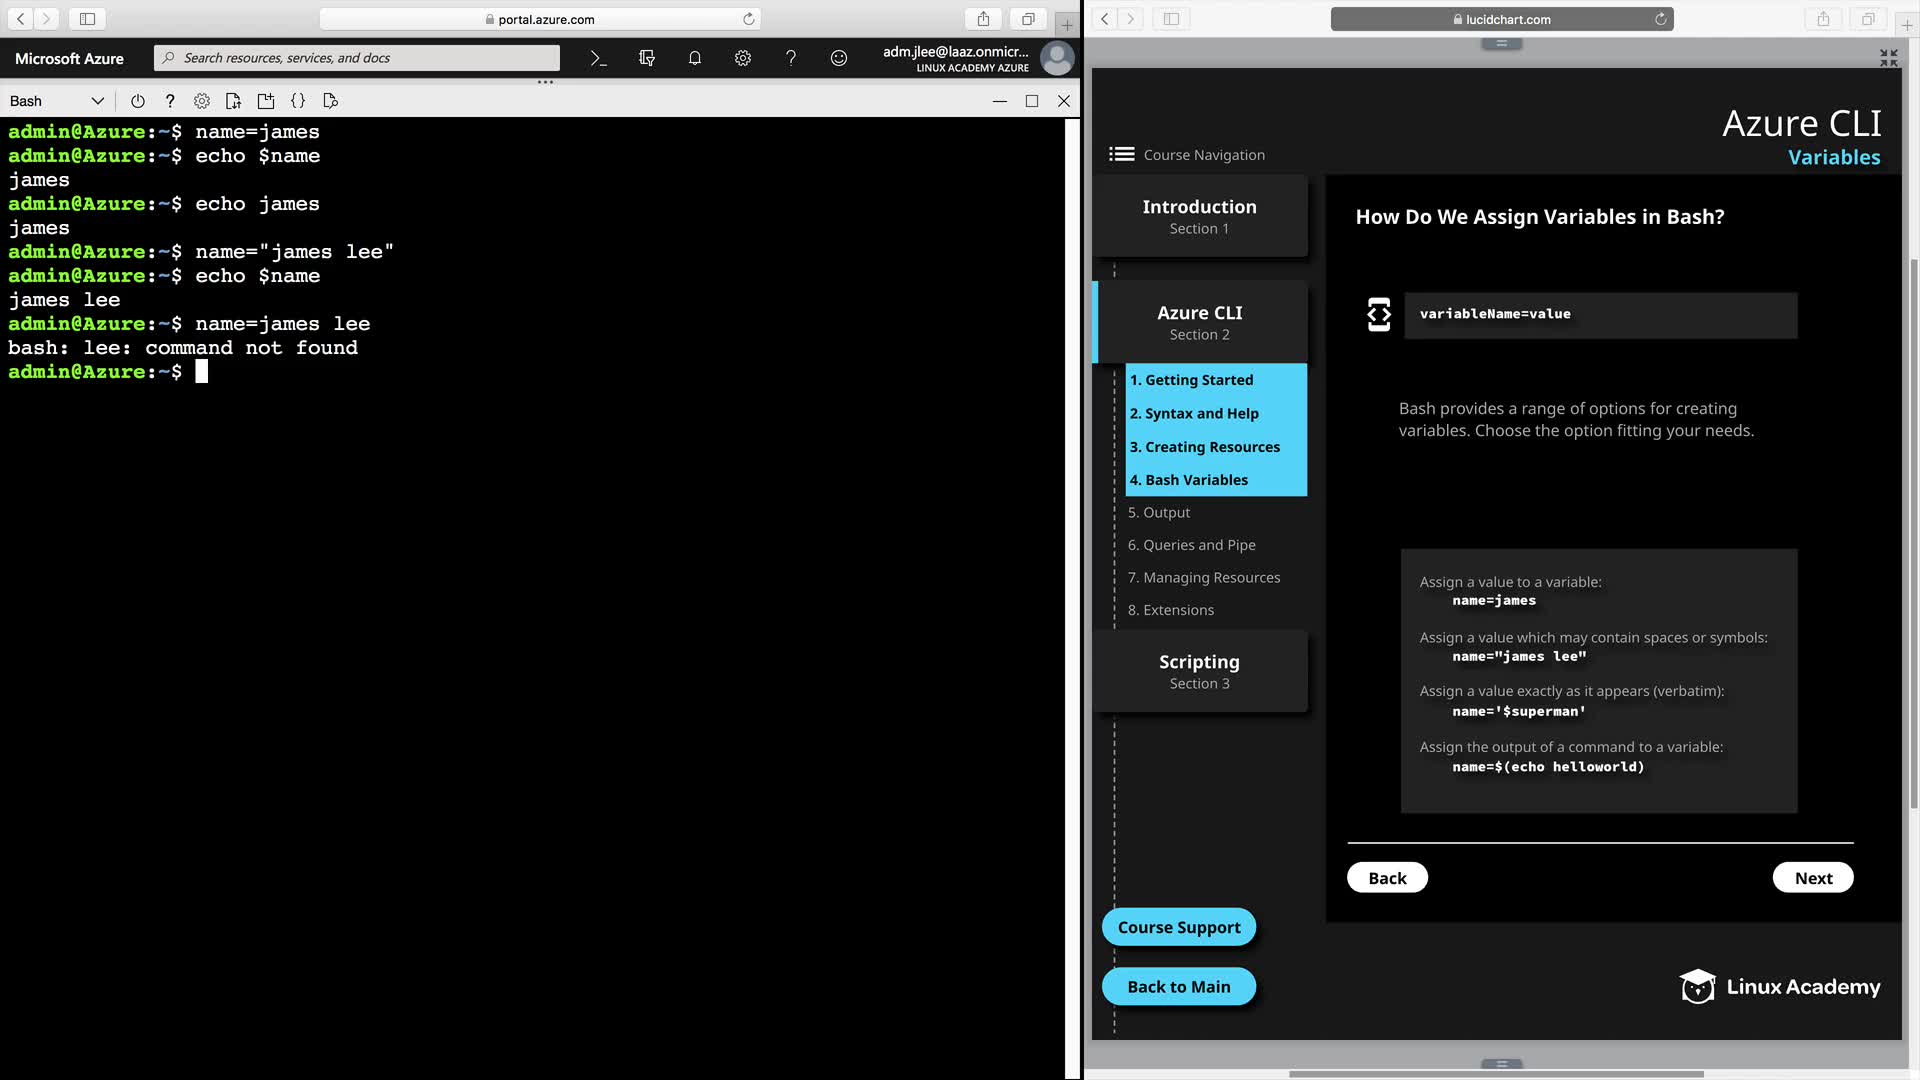 portal.azure.com
Microsoft Azure
Search resources, services, and docs
adm.jlee@laaz.onmicr...
LINUX ACADEMY AZURE
Bash
admin@Azure:~$ name=james
admin@Azure:~$ echo $name
james
admin@Azure:~$ echo james
james
admin@Azure:~$ name="james lee"
admin@Azure:~$ echo $name
james lee
admin@Azure:~$ name=james lee
bash: lee: command not found
admin@Azure:~$
lucidchart.com
Azure CLI
Variables
Course Navigation
Introduction
Section 1
Azure CLI
Section 2
1. Getting Started
2. Syntax and Help
3. Creating Resources
4. Bash Variables
5. Output
6. Queries and Pipe
7. Managing Resources
8. Extensions
Scripting
Section 3
Course Support
Back to Main
How Do We Assign Variables in Bash?
variableName=value
Bash provides a range of options for creating
variables. Choose the option fitting your needs.
Assign a value to a variable:
name=james
Assign a value which may contain spaces or symbols:
name="james lee"
Assign a value exactly as it appears (verbatim):
name='$superman'
Assign the output of a command to a variable:
name=$(echo helloworld)
Back
Next
Linux Academy